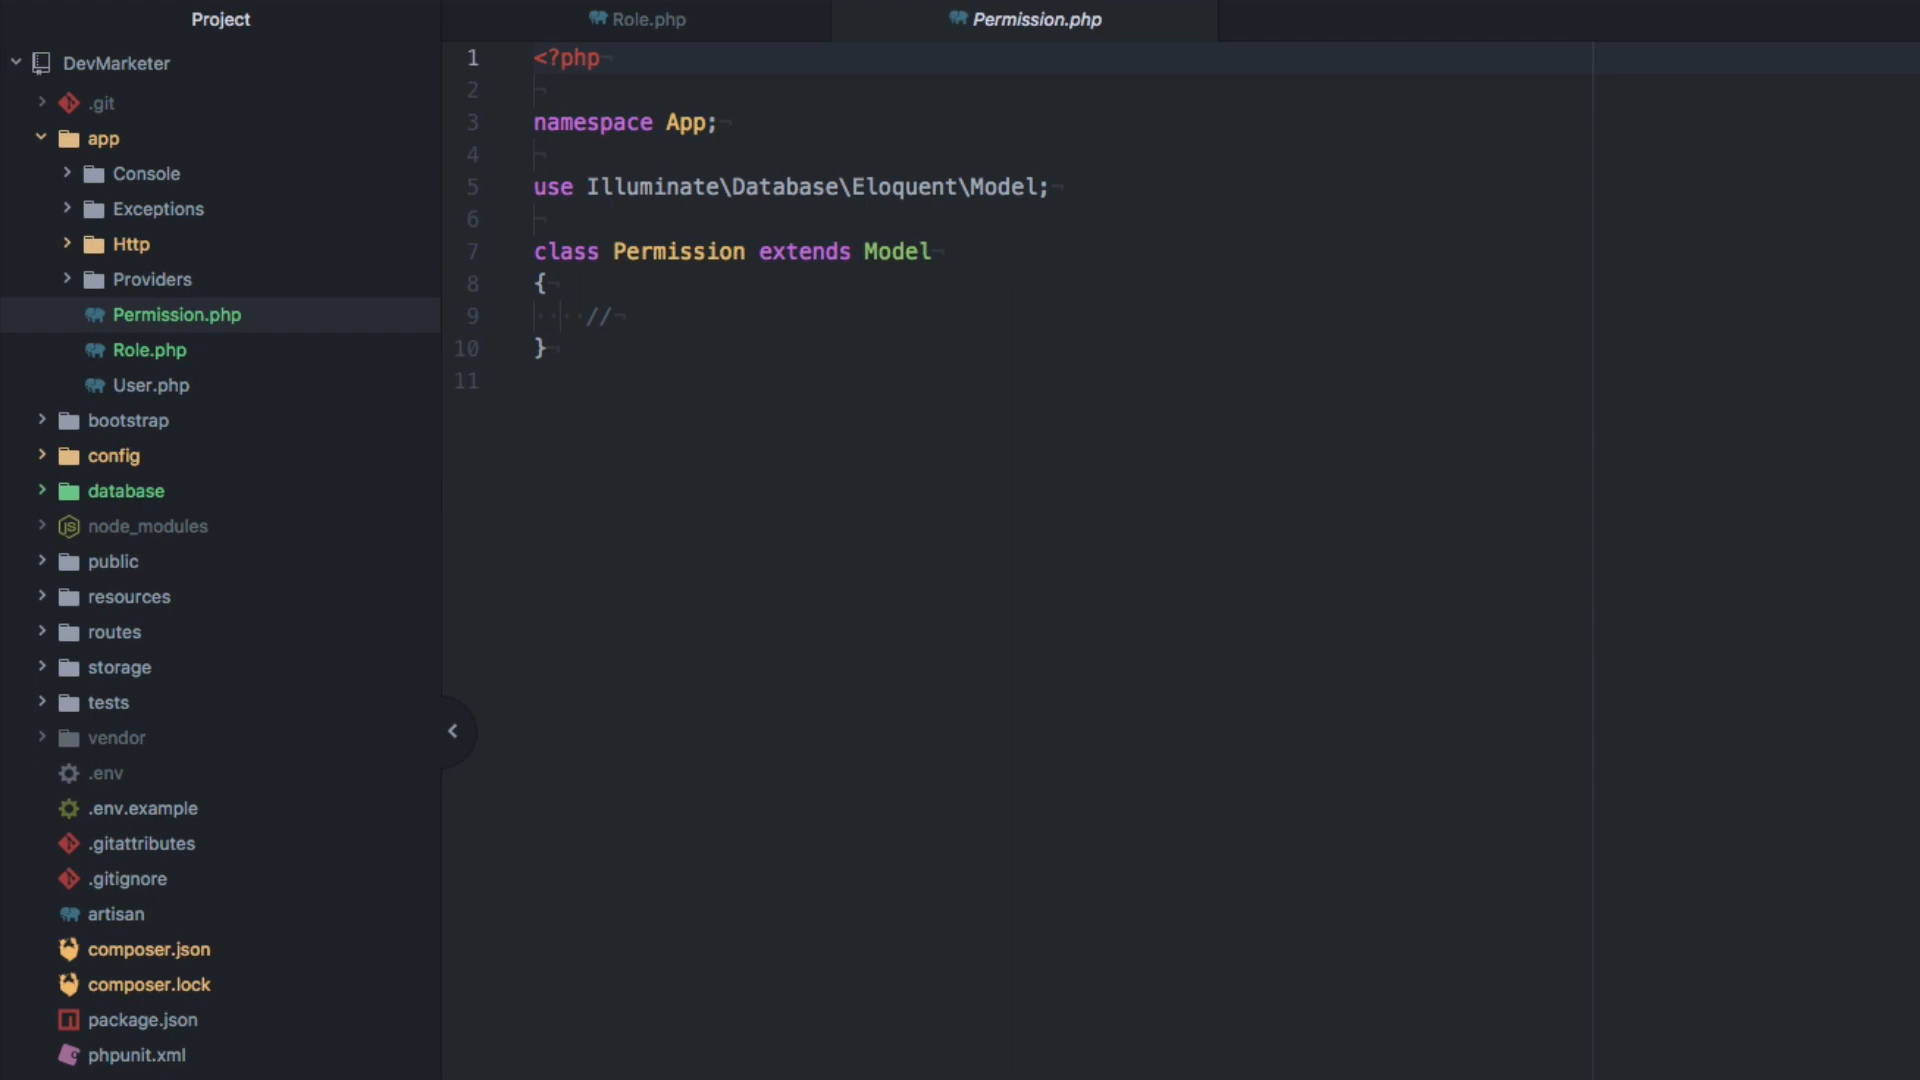 Project
DevMarketer
.git
app
Console
Exceptions
Http
Providers
Permission.php
Role.php
User.php
bootstrap
config
database
node_modules
public
resources
routes
storage
tests
vendor
.env
.env.example
.gitattributes
.gitignore
artisan
composer.json
composer.lock
package.json
phpunit.xml
Role.php
Permission.php
1 <?php
2
3 namespace App;
4
5 use Illuminate\Database\Eloquent\Model;
6
7 class Permission extends Model
8 {
9 //
10 }
11